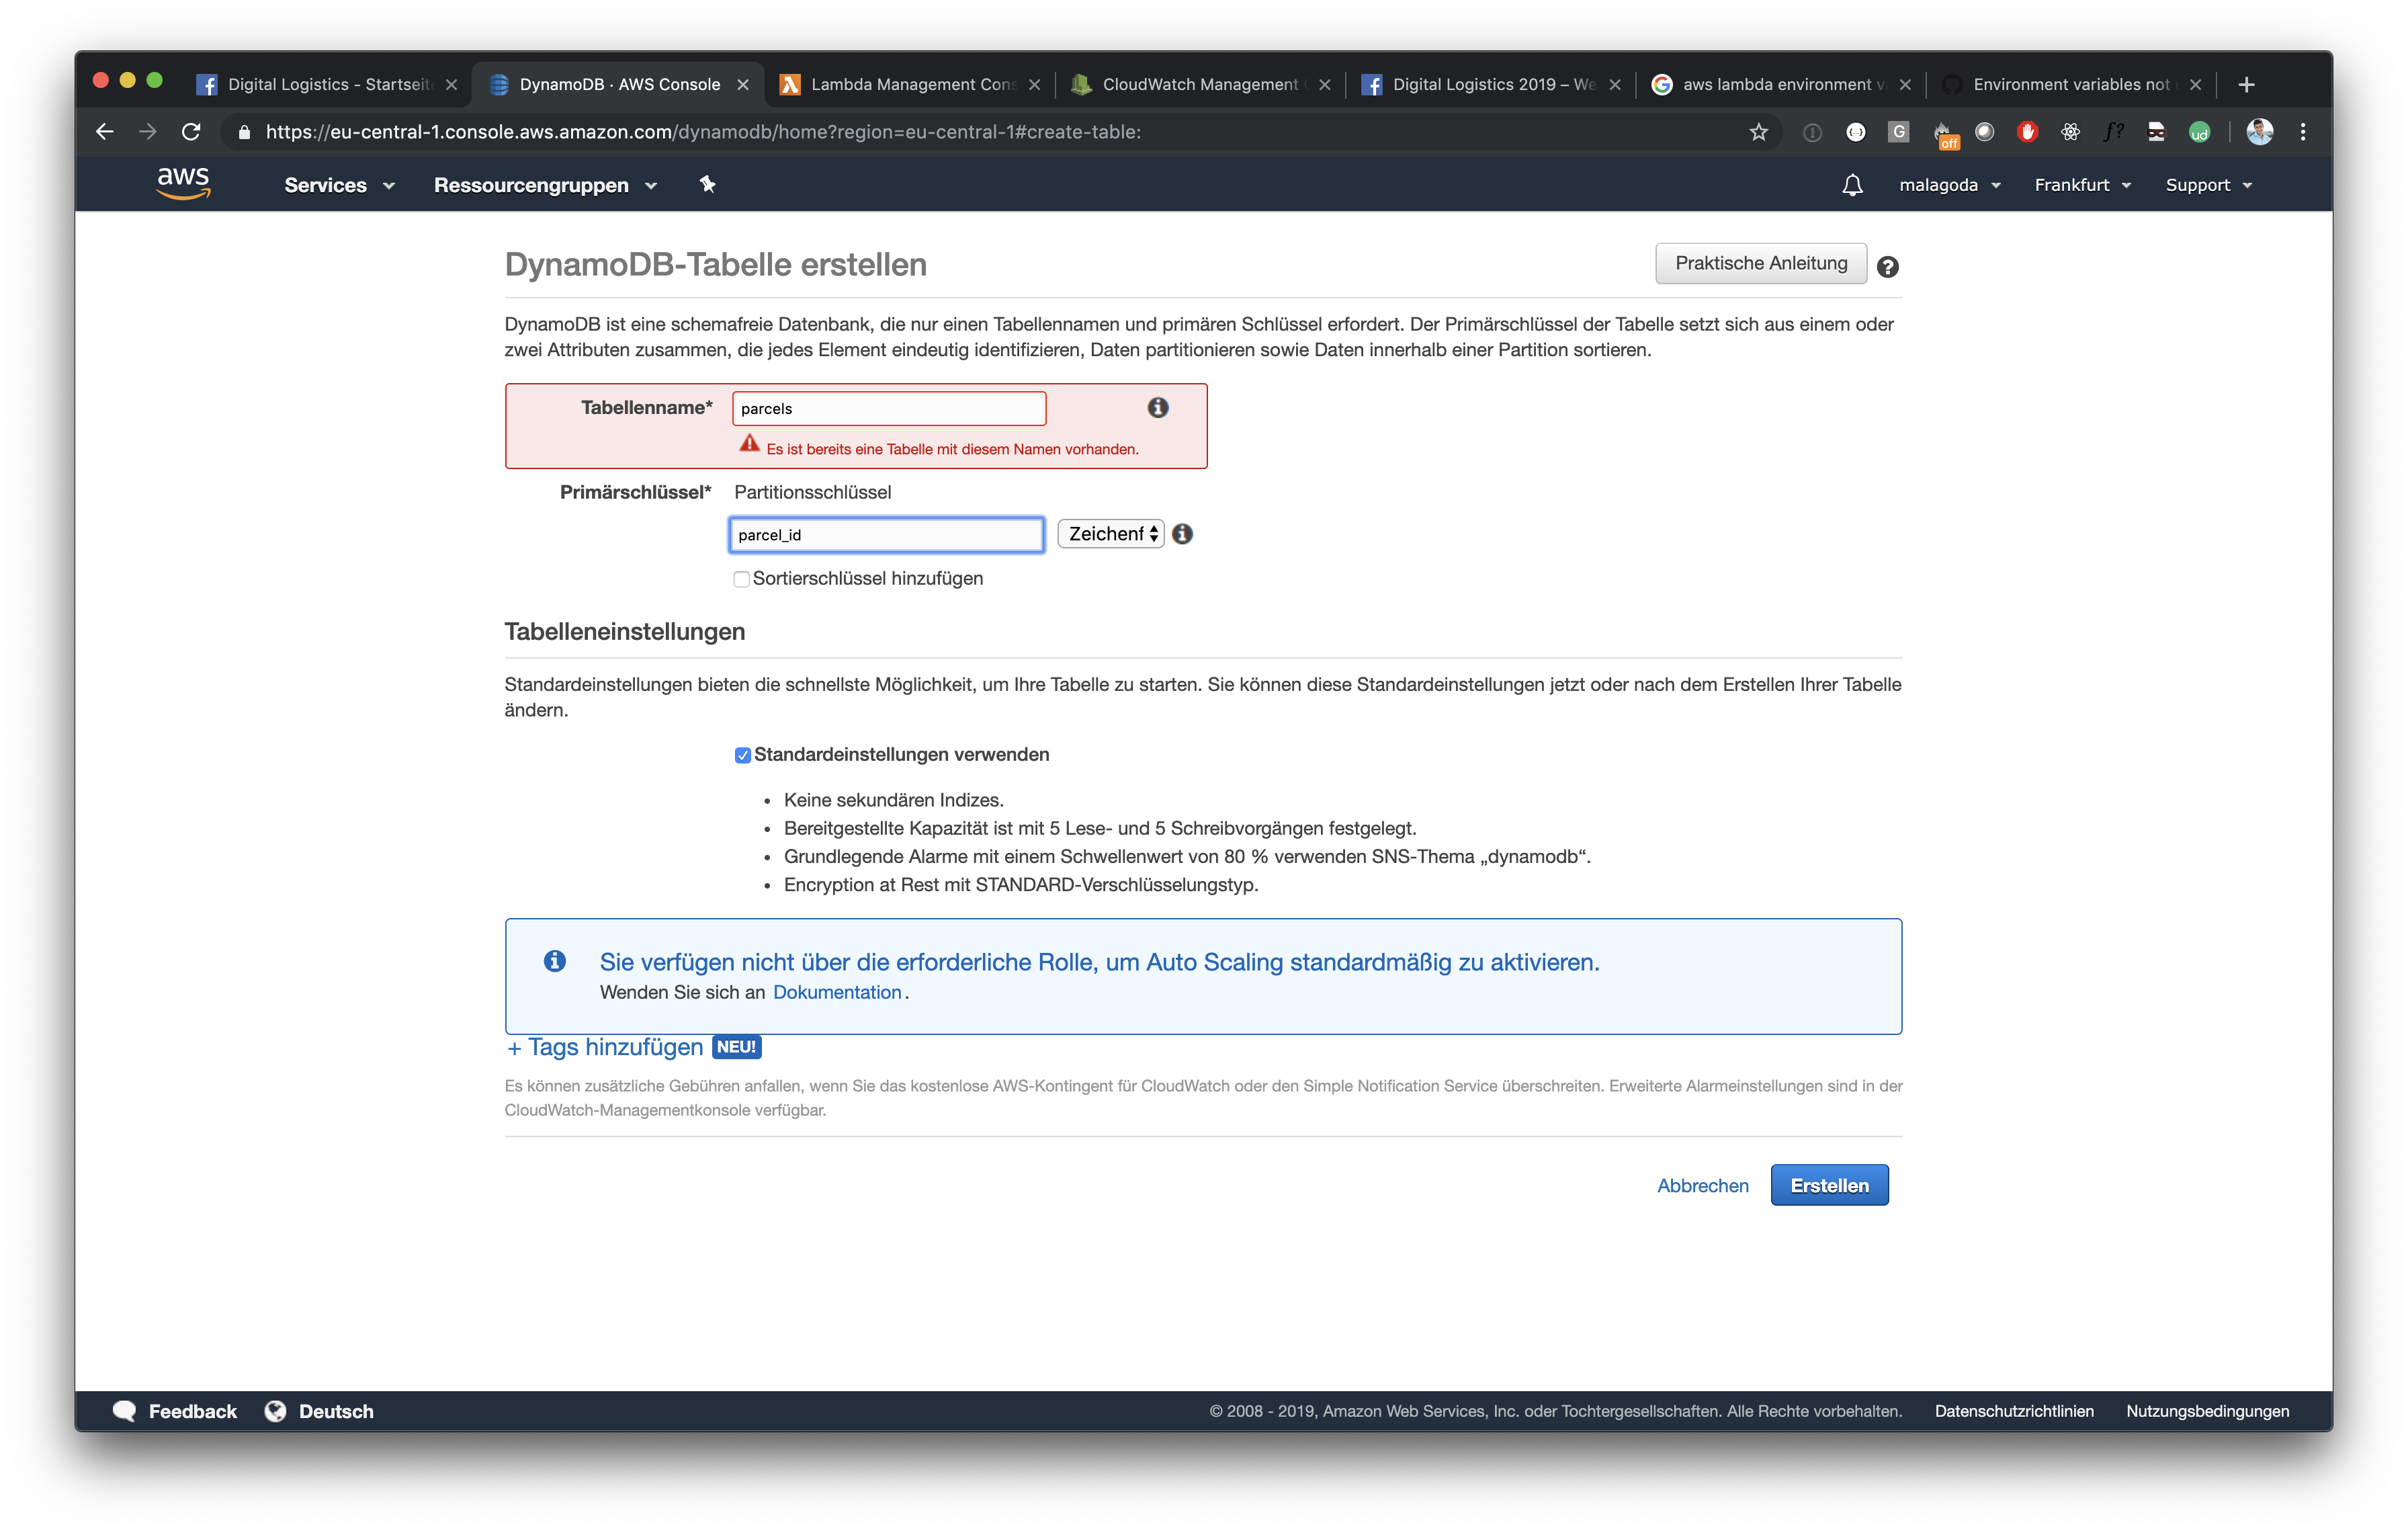 Digital Logistics - Startseit
DynamoDB · AWS Console
Lambda Management Cons
CloudWatch Management
Digital Logistics 2019 – We
aws lambda environment va
Environment variables not
https://eu-central-1.console.aws.amazon.com/dynamodb/home?region=eu-central-1#create-table:
G
off
f?
ud
aws
Services
Ressourcengruppen
malagoda
Frankfurt
Support
DynamoDB-Tabelle erstellen
Praktische Anleitung
?
DynamoDB ist eine schemafreie Datenbank, die nur einen Tabellennamen und primären Schlüssel erfordert. Der Primärschlüssel der Tabelle setzt sich aus einem oder
zwei Attributen zusammen, die jedes Element eindeutig identifizieren, Daten partitionieren sowie Daten innerhalb einer Partition sortieren.
Tabellenname*
parcels
Es ist bereits eine Tabelle mit diesem Namen vorhanden.
Primärschlüssel*
Partitionsschlüssel
parcel_id
Zeichenf
Sortierschlüssel hinzufügen
Tabelleneinstellungen
Standardeinstellungen bieten die schnellste Möglichkeit, um Ihre Tabelle zu starten. Sie können diese Standardeinstellungen jetzt oder nach dem Erstellen Ihrer Tabelle
ändern.
Standardeinstellungen verwenden
• Keine sekundären Indizes.
• Bereitgestellte Kapazität ist mit 5 Lese- und 5 Schreibvorgängen festgelegt.
• Grundlegende Alarme mit einem Schwellenwert von 80 % verwenden SNS-Thema „dynamodb“.
• Encryption at Rest mit STANDARD-Verschlüsselungstyp.
Sie verfügen nicht über die erforderliche Rolle, um Auto Scaling standardmäßig zu aktivieren.
Wenden Sie sich an Dokumentation.
+ Tags hinzufügen NEU!
Es können zusätzliche Gebühren anfallen, wenn Sie das kostenlose AWS-Kontingent für CloudWatch oder den Simple Notification Service überschreiten. Erweiterte Alarmeinstellungen sind in der
CloudWatch-Managementkonsole verfügbar.
Abbrechen
Erstellen
Feedback
Deutsch
© 2008 - 2019, Amazon Web Services, Inc. oder Tochtergesellschaften. Alle Rechte vorbehalten.
Datenschutzrichtlinien
Nutzungsbedingungen